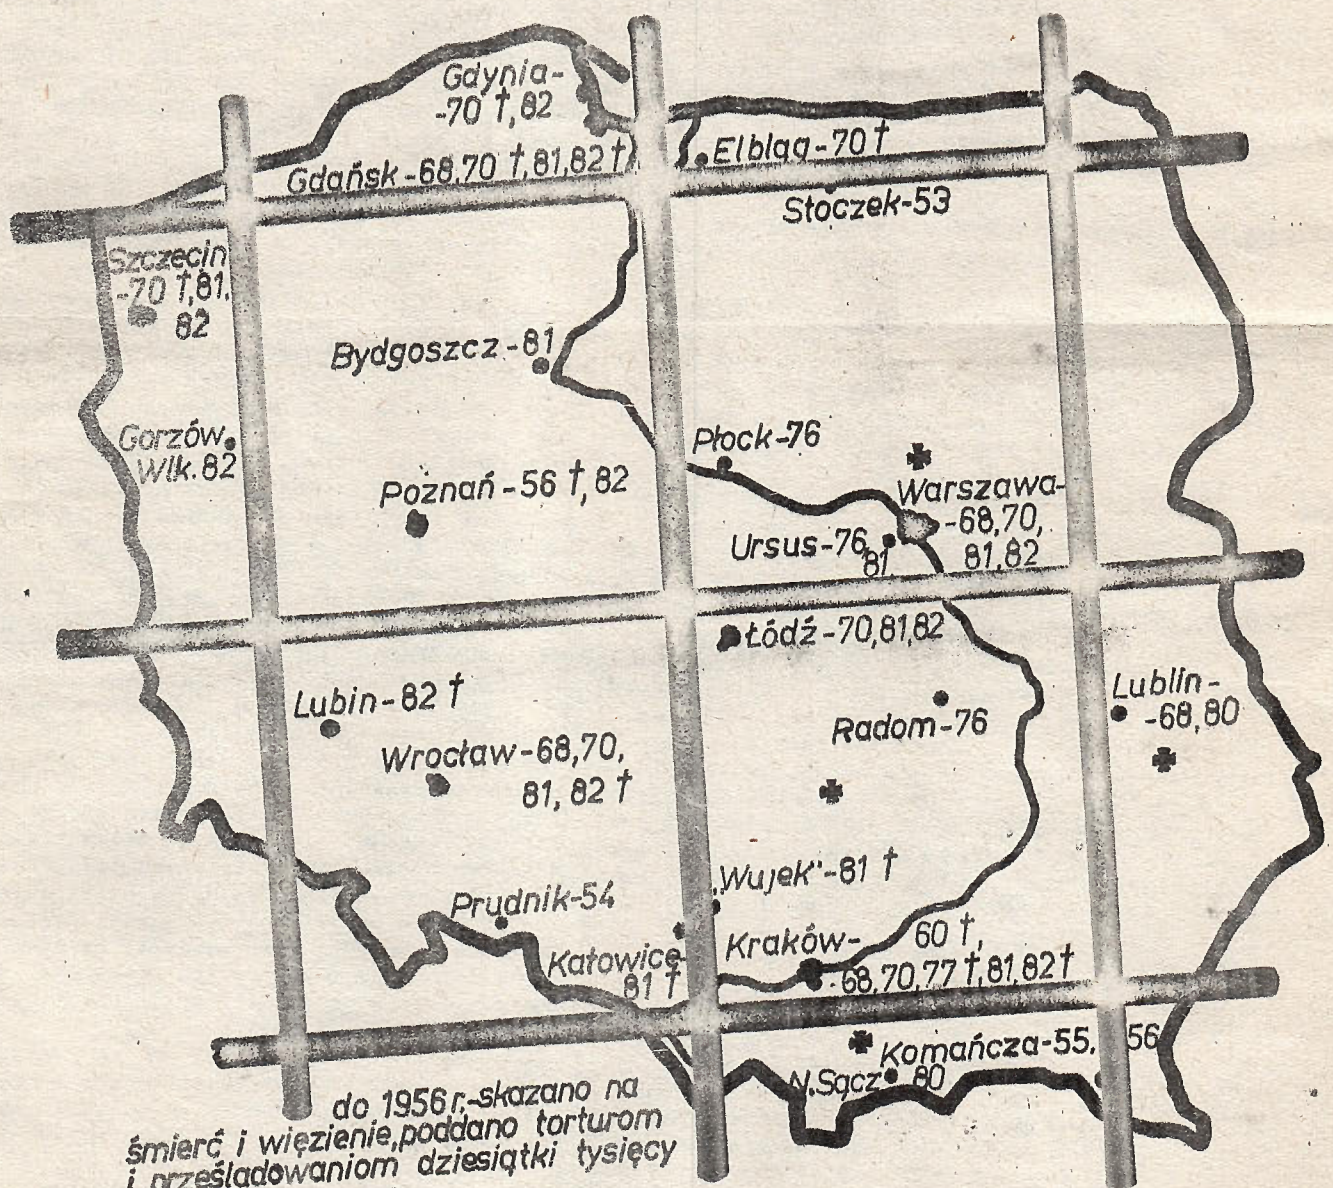 Gdynia-
-70 †, 82
Gdańsk-68,70 †,81,82 †
Elbląg-70 †
Stoczek-53
Szczecin
-70 †,81.
82
Bydgoszcz-81
Gorzów
Wlk. 82
Płock-76
Poznań-56 †, 82
Warszawa-
-68,70,
81,82
Ursus-76,
81
Łódź-70,81,82
Lubin-82 †
Lublin-
-68,80
Radom-76
Wrocław-68,70,
81, 82 †
„Wujek"-81 †
Prudnik-54
Katowice-
81 †
Kraków-
60 †,
-68,70,77 †,81,82 †
Komańcza-55, 56
N.Sącz 80
do 1956 r.-skazano na
śmierć i więzienie,poddano torturom
i prześladowaniom dziesiątki tysięcy